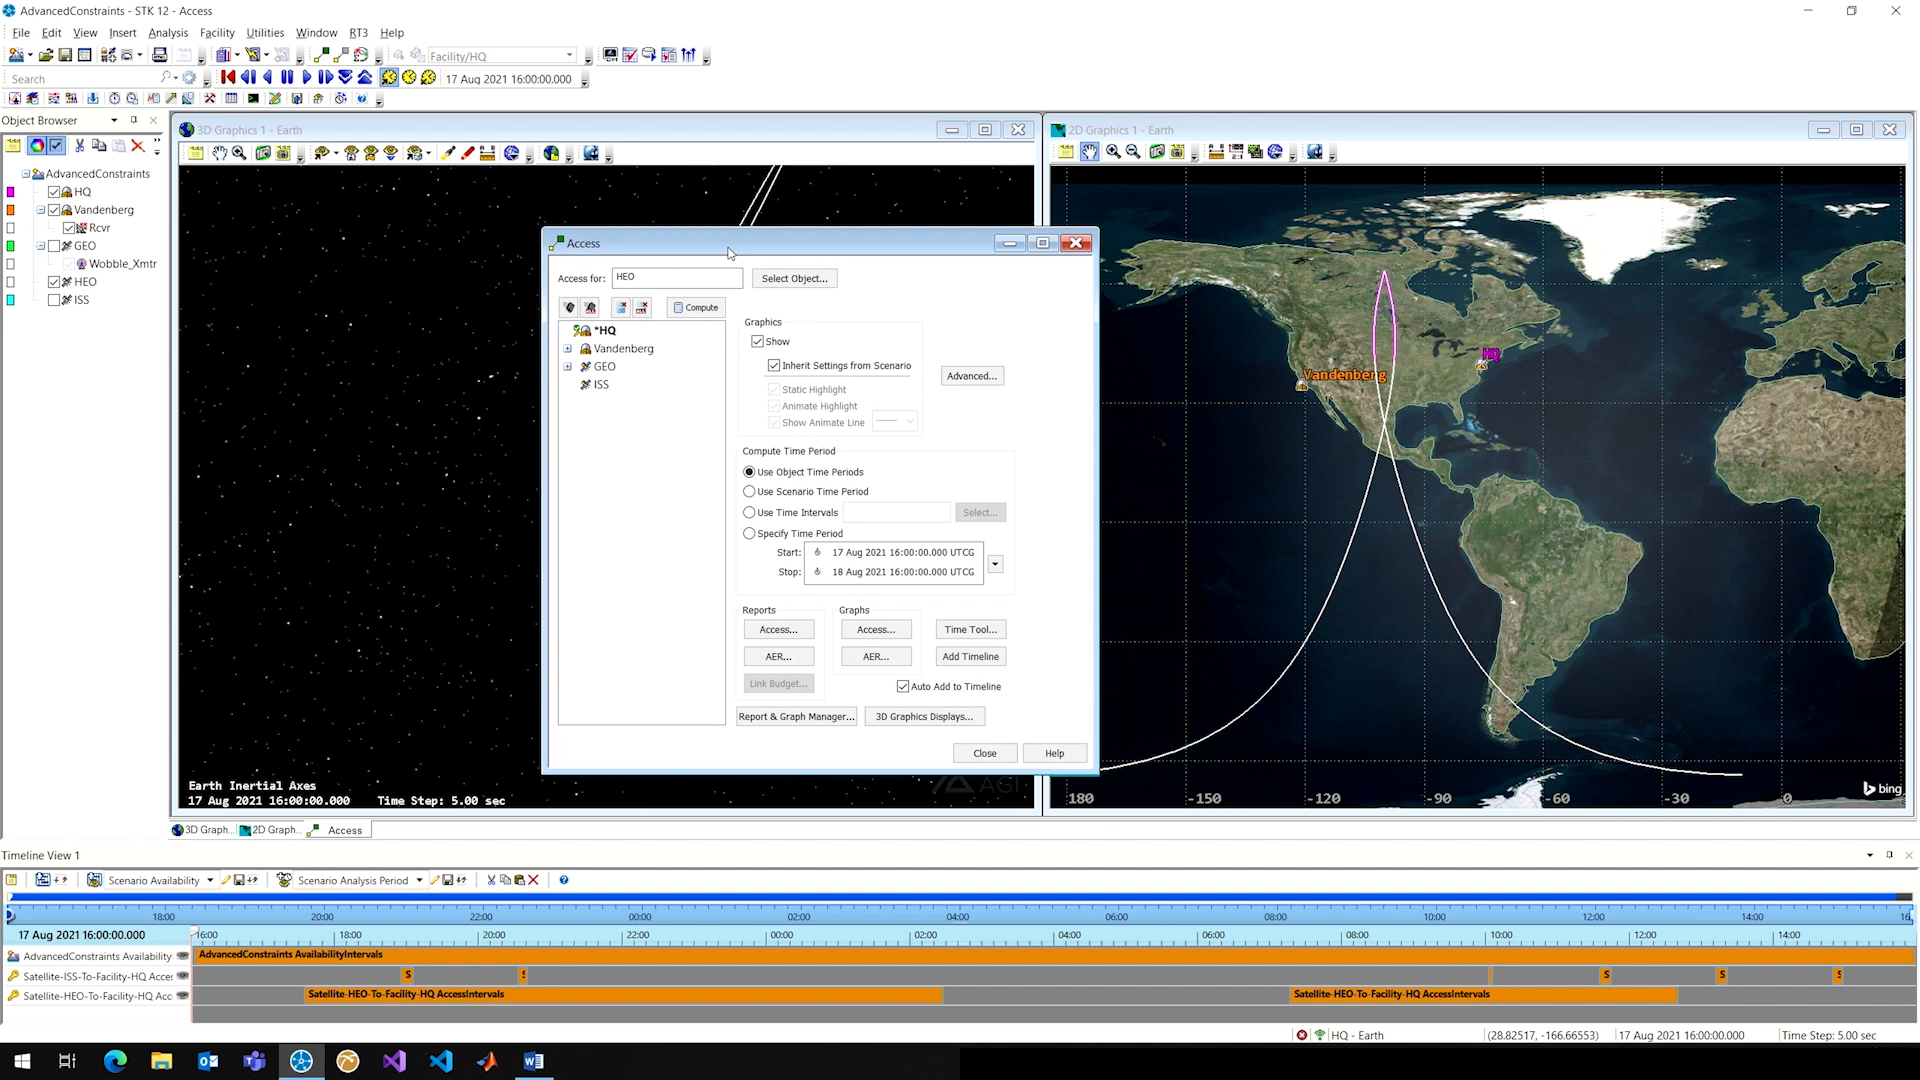 AdvancedConstraints - STK 12 - Access
File Edit View Insert Analysis Facility Utilities Window RT3 Help
Facility/HQ
Search
17 Aug 2021 16:00:00.000
Object Browser
AdvancedConstraints
HQ
Vandenberg
Rcvr
GEO
Wobble_Xmtr
HEO
ISS
3D Graphics 1 - Earth
Earth Inertial Axes
17 Aug 2021 16:00:00.000 Time Step: 5.00 sec
AGI
2D Graphics 1 - Earth
HQ
Vandenberg
180 -150 -120 -90 -60 -30 0
bing
Access
Access for: HEO Select Object...
Compute
*HQ
Vandenberg
GEO
ISS
Graphics
Show
Inherit Settings from Scenario
Static Highlight
Animate Highlight
Show Animate Line
Advanced...
Compute Time Period
Use Object Time Periods
Use Scenario Time Period
Use Time Intervals Select...
Specify Time Period
Start: 17 Aug 2021 16:00:00.000 UTCG
Stop: 18 Aug 2021 16:00:00.000 UTCG
Reports Graphs
Access... Access... Time Tool...
AER... AER... Add Timeline
Link Budget... Auto Add to Timeline
Report & Graph Manager... 3D Graphics Displays...
Close Help
3D Graph... 2D Graph... Access
Timeline View 1
Scenario Availability Scenario Analysis Period
18:00 20:00 22:00 00:00 02:00 04:00 06:00 08:00 10:00 12:00 14:00 16
17 Aug 2021 16:00:00.000 16:00 18:00 20:00 22:00 00:00 02:00 04:00 06:00 08:00 10:00 12:00 14:00
AdvancedConstraints Availability AdvancedConstraints AvailabilityIntervals
Satellite-ISS-To-Facility-HQ Acces S S S S S
Satellite-HEO-To-Facility-HQ Acc Satellite-HEO-To-Facility-HQ AccessIntervals Satellite-HEO-To-Facility-HQ AccessIntervals
HQ - Earth (28.82517, -166.66553) 17 Aug 2021 16:00:00.000 Time Step: 5.00 sec